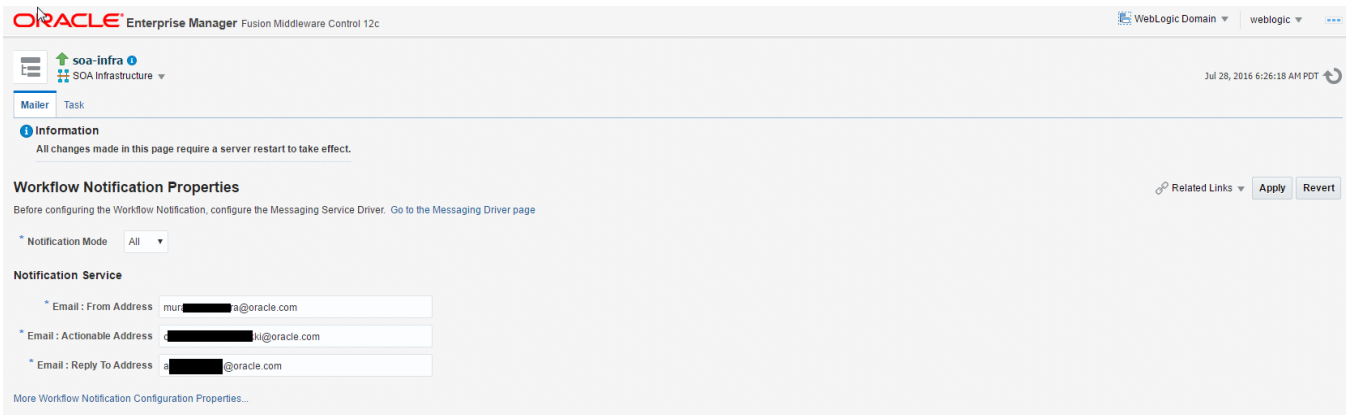 ORACLE® Enterprise Manager Fusion Middleware Control 12c
WebLogic Domain
weblogic
soa-infra
SOA Infrastructure
Jul 28, 2016 6:26:18 AM PDT
Mailer Task
Information
All changes made in this page require a server restart to take effect.
Workflow Notification Properties
Related Links Apply Revert
Before configuring the Workflow Notification, configure the Messaging Service Driver. Go to the Messaging Driver page
* Notification Mode All
Notification Service
* Email : From Address @oracle.com
* Email : Actionable Address @oracle.com
* Email : Reply To Address @oracle.com
More Workflow Notification Configuration Properties...